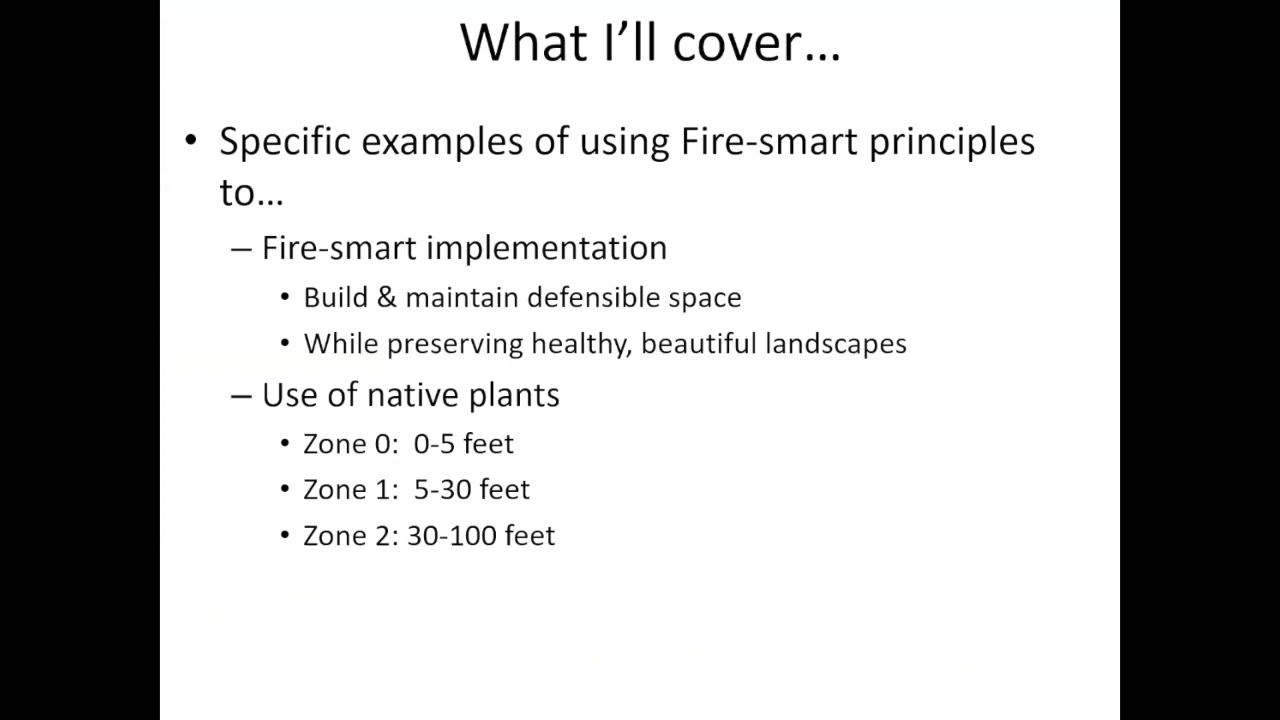 What I’ll cover…
• Specific examples of using Fire-smart principles
to…
– Fire-smart implementation
• Build & maintain defensible space
• While preserving healthy, beautiful landscapes
– Use of native plants
• Zone 0:  0-5 feet
• Zone 1:  5-30 feet
• Zone 2: 30-100 feet